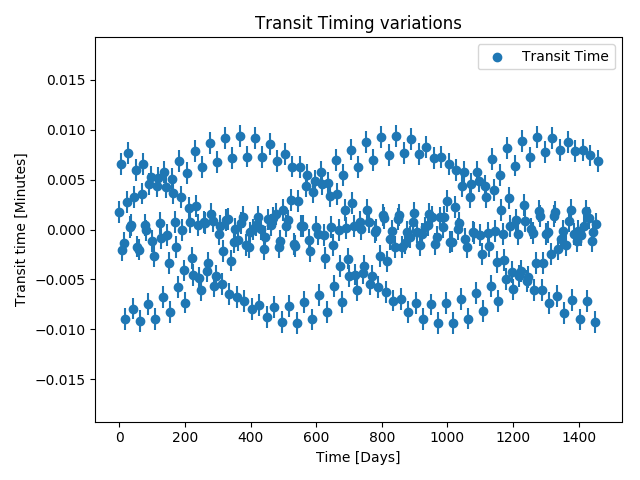 Transit Timing variations
Transit Time
Transit time [Minutes]
0.015
0.010
0.005
0.000
−0.005
−0.010
−0.015
0 200 400 600 800 1000 1200 1400
Time [Days]